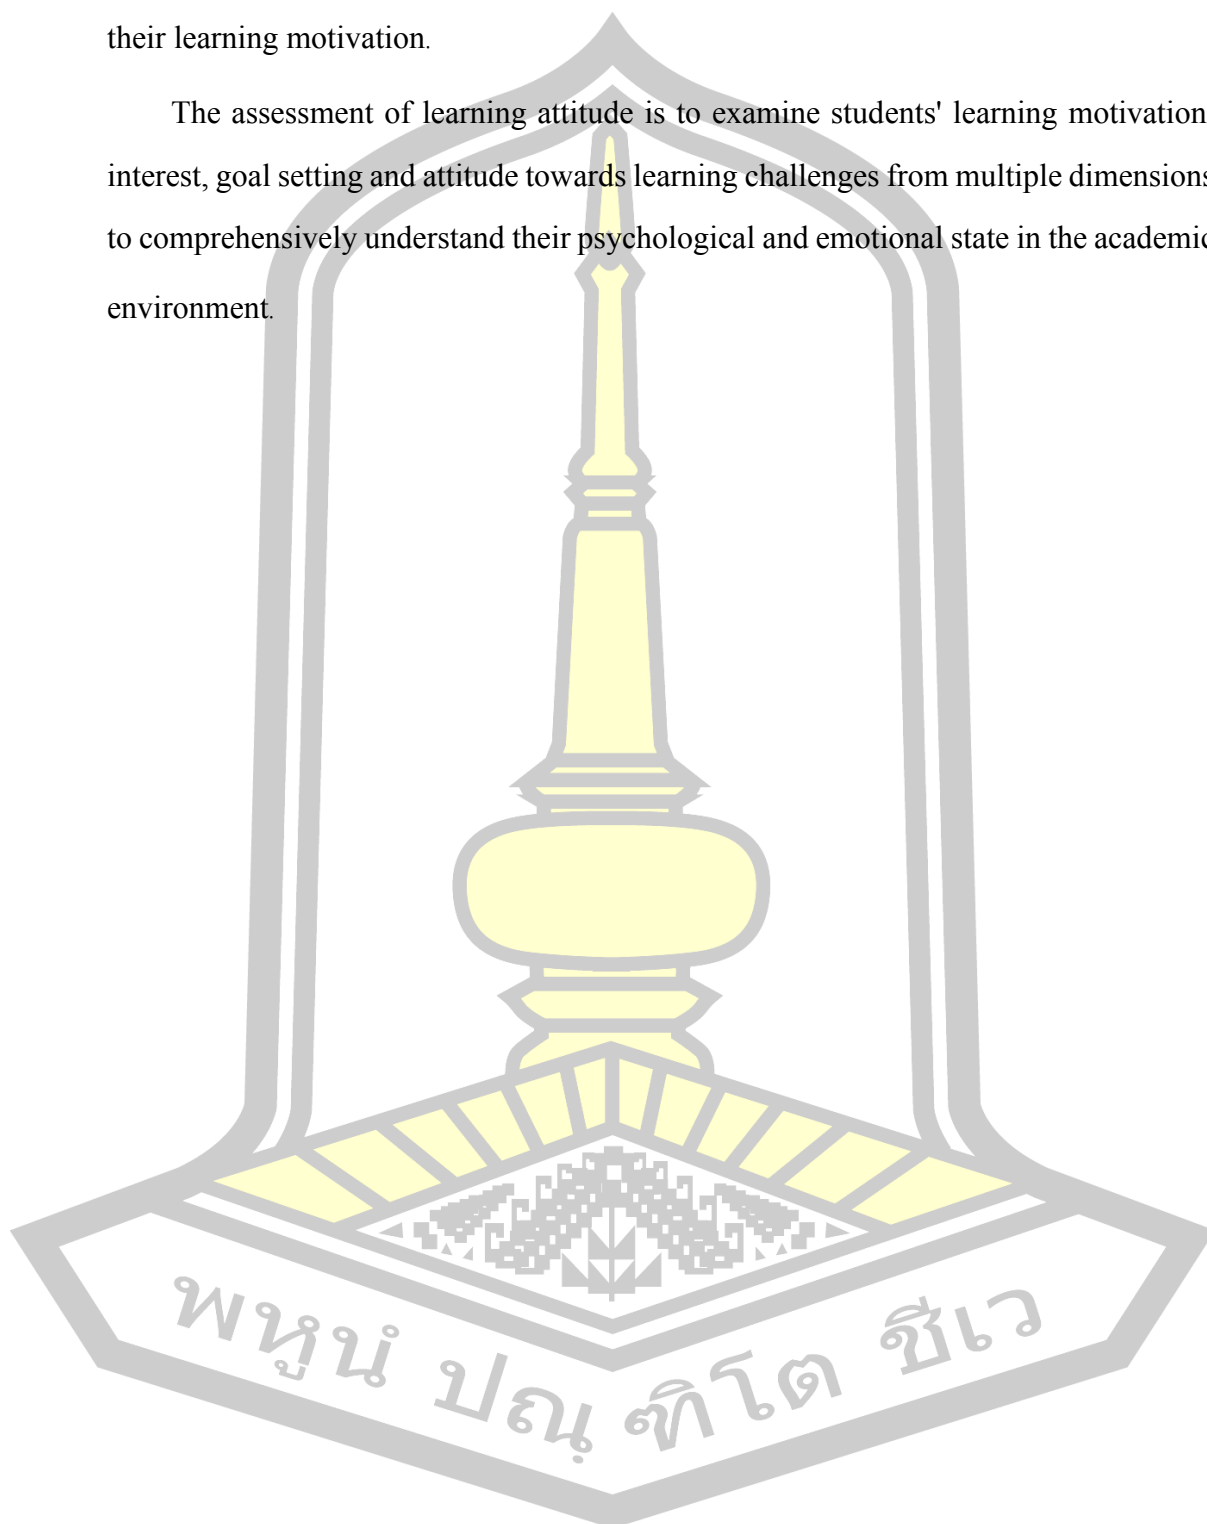 their learning motivation.
The assessment of learning attitude is to examine students' learning motivation
interest, goal setting and attitude towards learning challenges from multiple dimensions
to comprehensively understand their psychological and emotional state in the academic
environment.
พหูนํ ปณฺฑิโต ชีเว